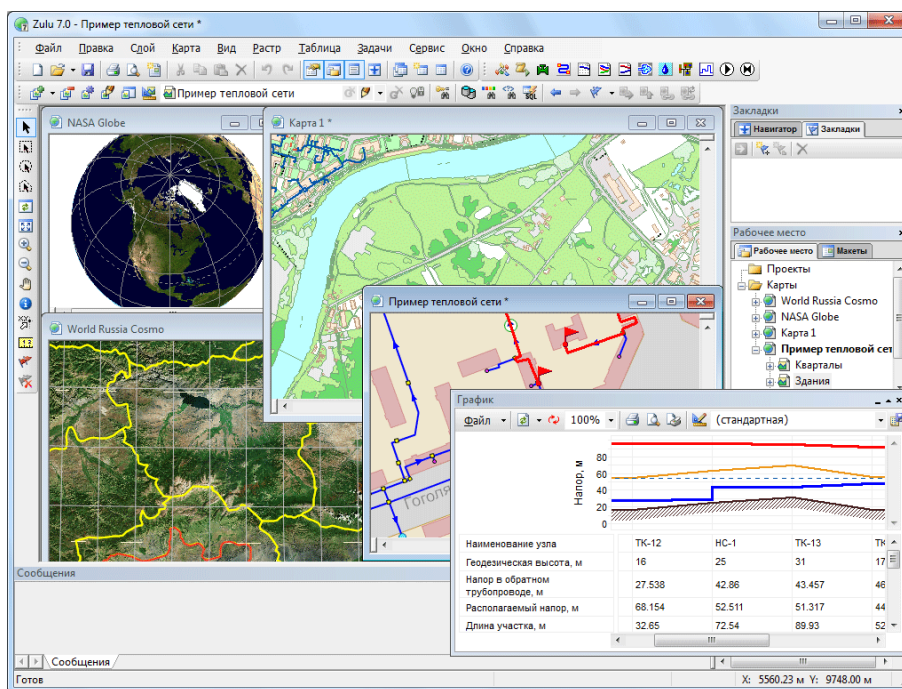 Zulu 7.0 - Пример тепловой сети *
Файл Правка Слой Карта Вид Растр Таблица Задачи Сервис Окно Справка
Пример тепловой сети
NASA Globe
Карта 1 *
Закладки
Навигатор Закладки
Рабочее место
Рабочее место Макеты
Проекты
Карты
World Russia Cosmo
NASA Globe
Карта 1
Пример тепловой сет
Кварталы
Здания
World Russia Cosmo
Пример тепловой сети *
Гоголя
График
Файл 100% (стандартная)
Напор, м
80
60
40
20
0
Наименование узла ТК-12 НС-1 ТК-13 ТК
Геодезическая высота, м 16 25 31 17
Напор в обратном
трубопроводе, м 27.538 42.86 43.457 46
Располагаемый напор, м 68.154 52.511 51.317 44
Длина участка, м 32.65 72.54 89.93 52
Сообщения
Сообщения
Готов X: 5560.23 м Y: 9748.00 м